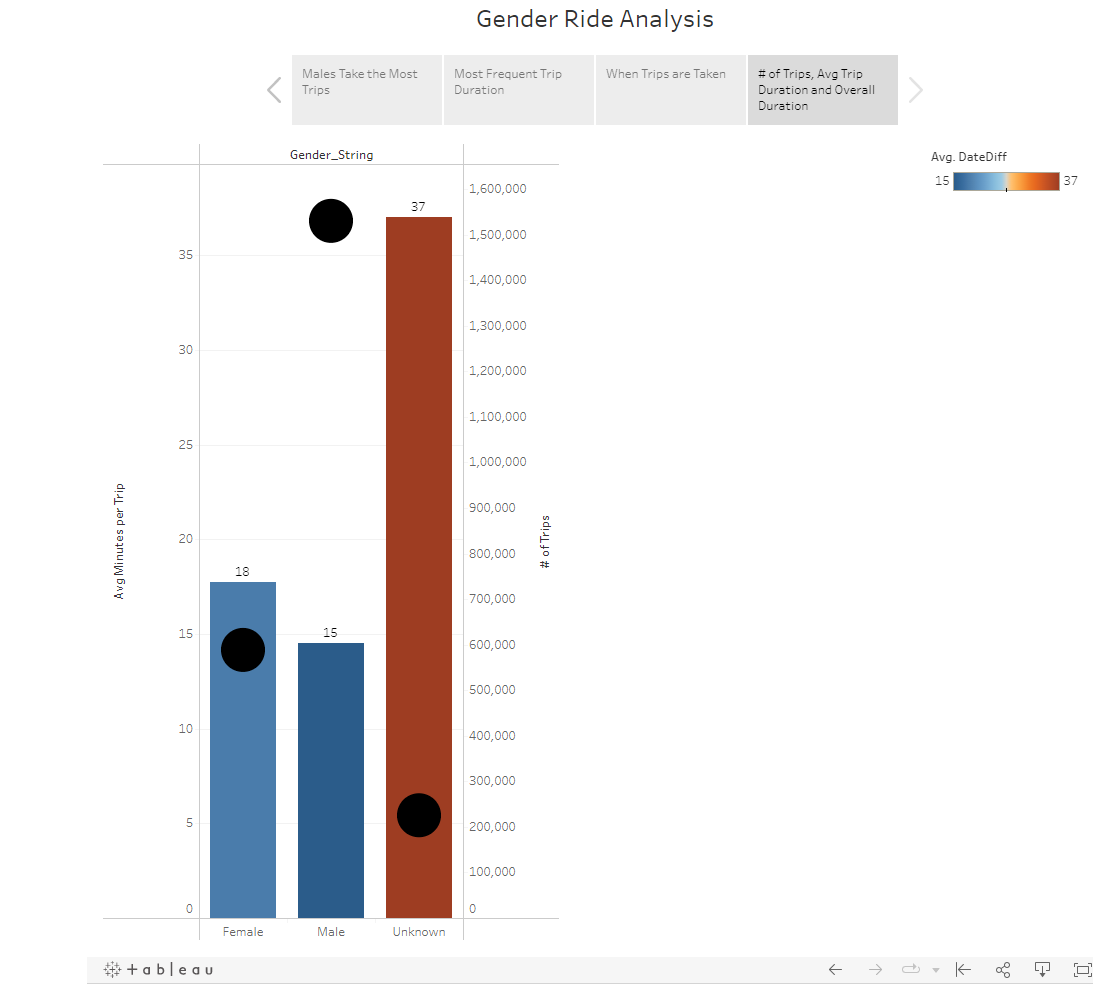 Gender Ride Analysis
Males Take the Most
Trips
Most Frequent Trip
Duration
When Trips are Taken
# of Trips, Avg Trip
Duration and Overall
Duration
Gender_String
Avg. DateDiff
15
37
Avg Minutes per Trip
35
30
25
20
15
10
5
0
18
15
37
1,600,000
1,500,000
1,400,000
1,300,000
1,200,000
1,100,000
1,000,000
900,000
800,000
700,000
600,000
500,000
400,000
300,000
200,000
100,000
0
# of Trips
Female
Male
Unknown
+ableau